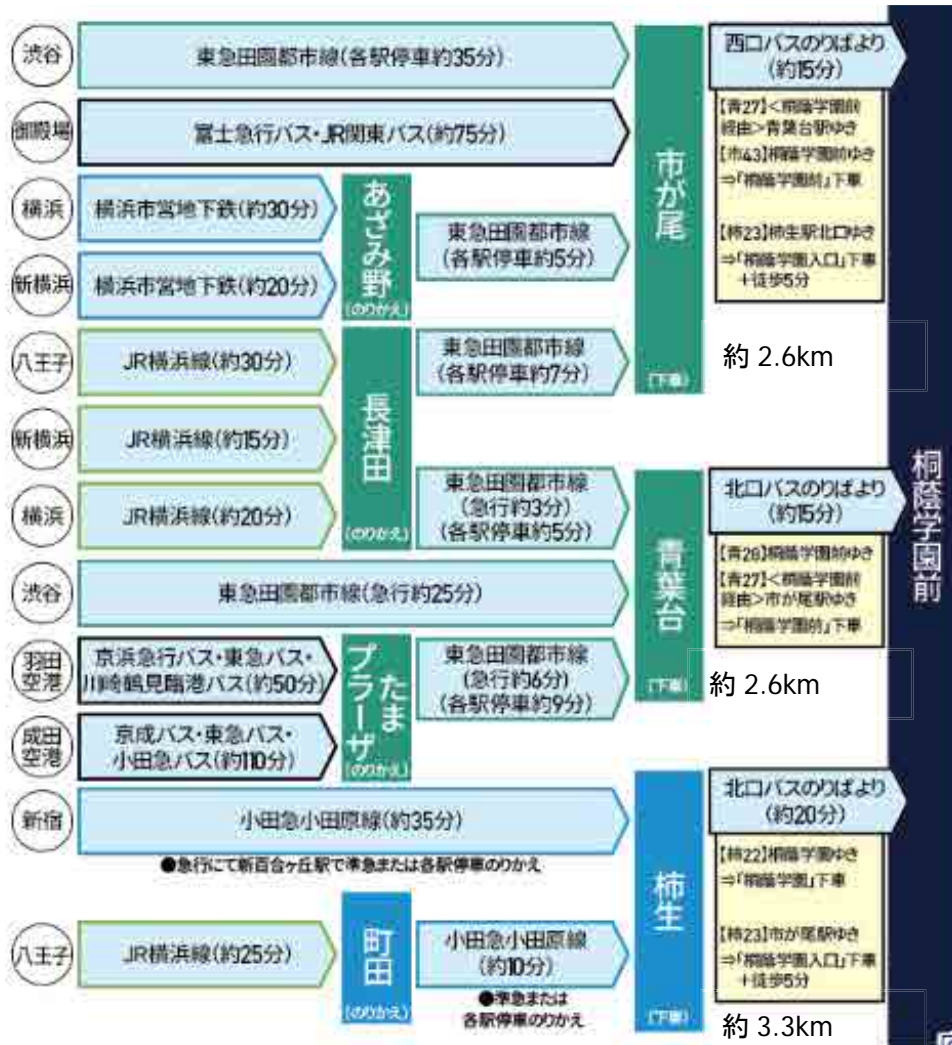 渋谷
東急田園都市線(各駅停車約35分)
御殿場
富士急行バス・JR関東バス(約75分)
横浜
横浜市営地下鉄(約30分)
新横浜
横浜市営地下鉄(約20分)
あざみ野
(のりかえ)
東急田園都市線
(各駅停車約5分)
八王子
JR横浜線(約30分)
新横浜
JR横浜線(約15分)
横浜
JR横浜線(約20分)
長津田
(のりかえ)
東急田園都市線
(各駅停車約7分)
東急田園都市線
(急行約3分)
(各駅停車約5分)
市が尾
(下車)
西口バスのりばより
(約15分)
【青27】<桐蔭学園前
経由>青葉台駅ゆき
【市43】桐蔭学園前ゆき
⇒「桐蔭学園前」下車
【柿23】柿生駅北口ゆき
⇒「桐蔭学園入口」下車
+徒歩5分
約 2.6km
渋谷
東急田園都市線(急行約25分)
羽田
空港
京浜急行バス・東急バス・
川崎鶴見臨港バス(約50分)
成田
空港
京成バス・東急バス・
小田急バス(約110分)
たま
プラーザ
(のりかえ)
東急田園都市線
(急行約6分)
(各駅停車約9分)
青葉台
(下車)
北口バスのりばより
(約15分)
【青28】桐蔭学園前ゆき
【青27】<桐蔭学園前
経由>市が尾駅ゆき
⇒「桐蔭学園前」下車
約 2.6km
新宿
小田急小田原線(約35分)
●急行にて新百合ヶ丘駅で準急または各駅停車のりかえ
八王子
JR横浜線(約25分)
町田
(のりかえ)
小田急小田原線
(約10分)
●準急または
各駅停車のりかえ
柿生
(下車)
北口バスのりばより
(約20分)
【柿22】桐蔭学園ゆき
⇒「桐蔭学園」下車
【柿23】市が尾駅ゆき
⇒「桐蔭学園入口」下車
+徒歩5分
約 3.3km
桐蔭学園前